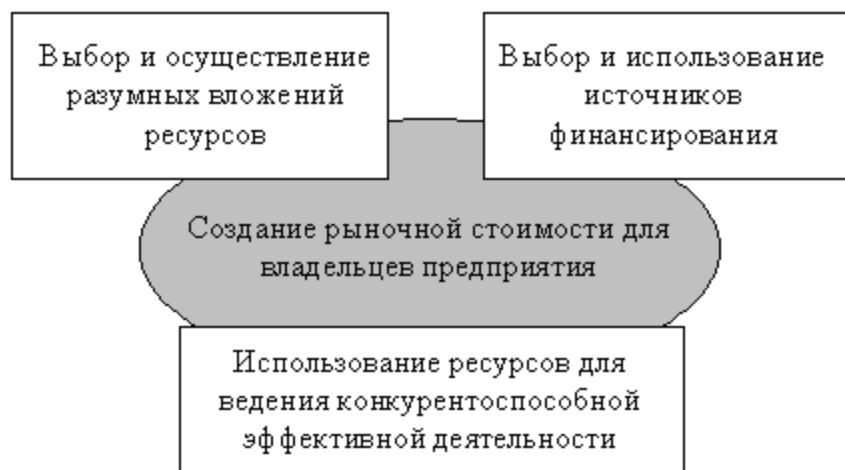 Выбор и осуществление
разумных вложений
ресурсов
Выбор и использование
источников
финансирования
Создание рыночной стоимости для
владельцев предприятия
Использование ресурсов для
ведения конкурентоспособной
эффективной деятельности